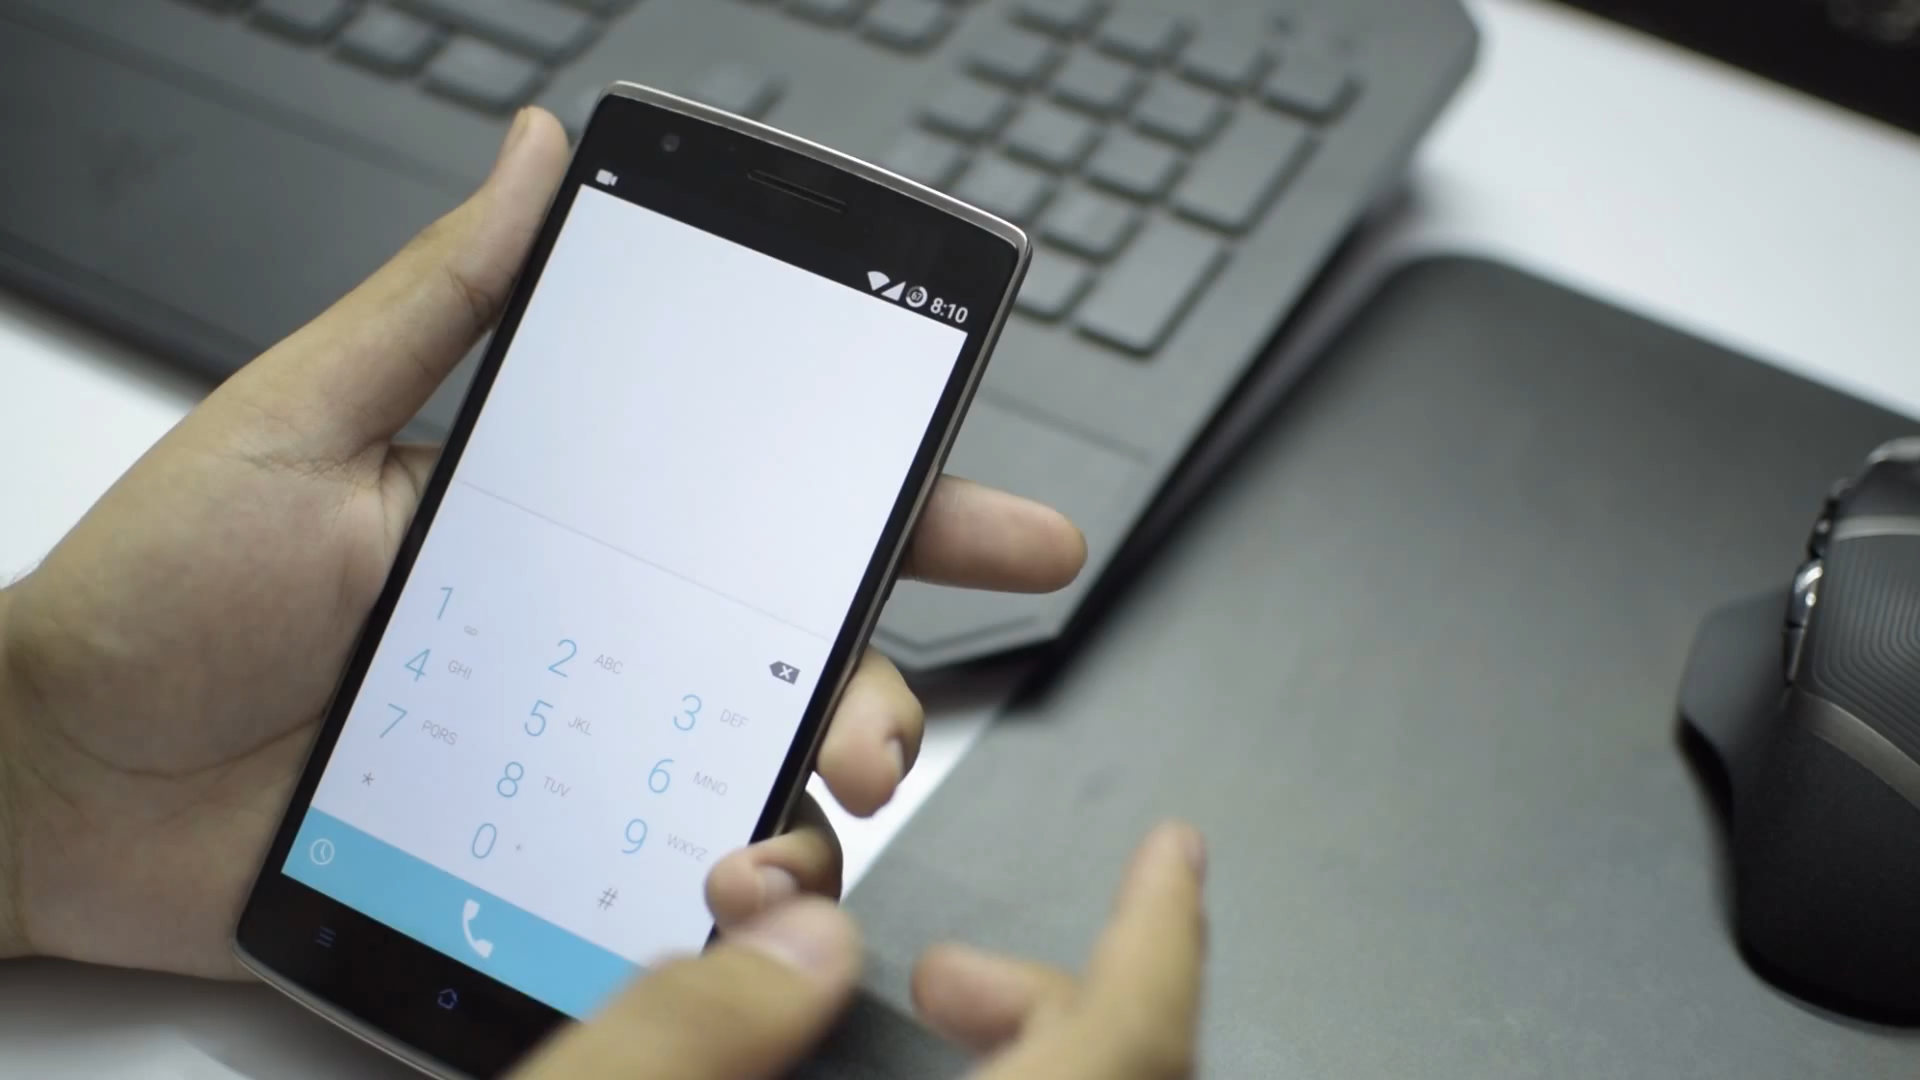 67 8:10
1
2 ABC
3 DEF
4 GHI
5 JKL
6 MNO
7 PQRS
8 TUV
9 WXYZ
*
0 +
#